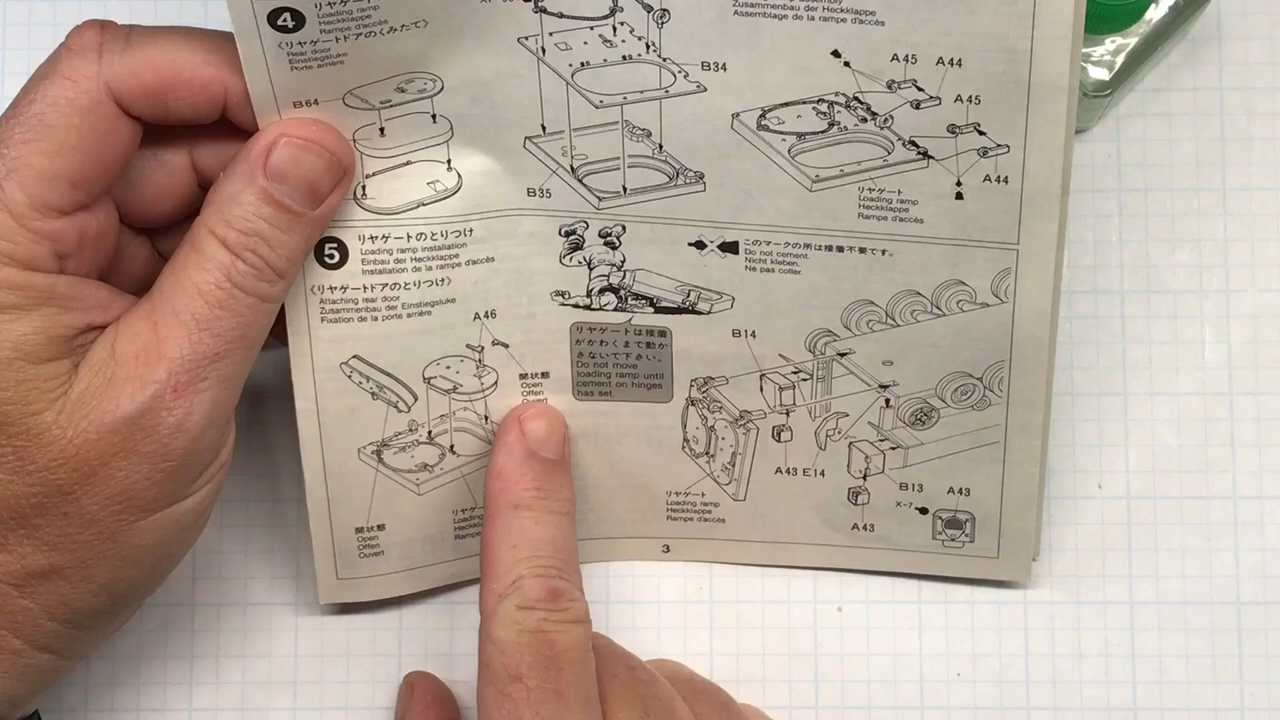 4
リヤゲート
Loading ramp
Heckklappe
Rampe d'accès
《リヤゲートドアのくみたて》
Rear door
Einstiegsluke
Porte arrière
B64
B34
B35
Zusammenbau der Heckklappe
Assemblage de la rampe d'accès
A45
A44
A45
A44
リヤゲート
Loading ramp
Heckklappe
Rampe d'accès
5
リヤゲートのとりつけ
Loading ramp installation
Einbau der Heckklappe
Installation de la rampe d'accès
《リヤゲートドアのとりつけ》
Attaching rear door
Zusammenbau der Einstiegsluke
Fixation de la porte arrière
A46
開状態
Open
Offen
Ouvert
開状態
Open
Offen
Ouvert
リヤゲートは接着
がかわくまで動か
さないで下さい。
Do not move
loading ramp until
cement on hinges
has set.
このマークの所は接着不要です。
Do not cement.
Nicht kleben.
Ne pas coller.
B14
A43
E14
B13
A43
X-7
A43
リヤゲート
Loading ramp
Heckklappe
Rampe d'accès
3